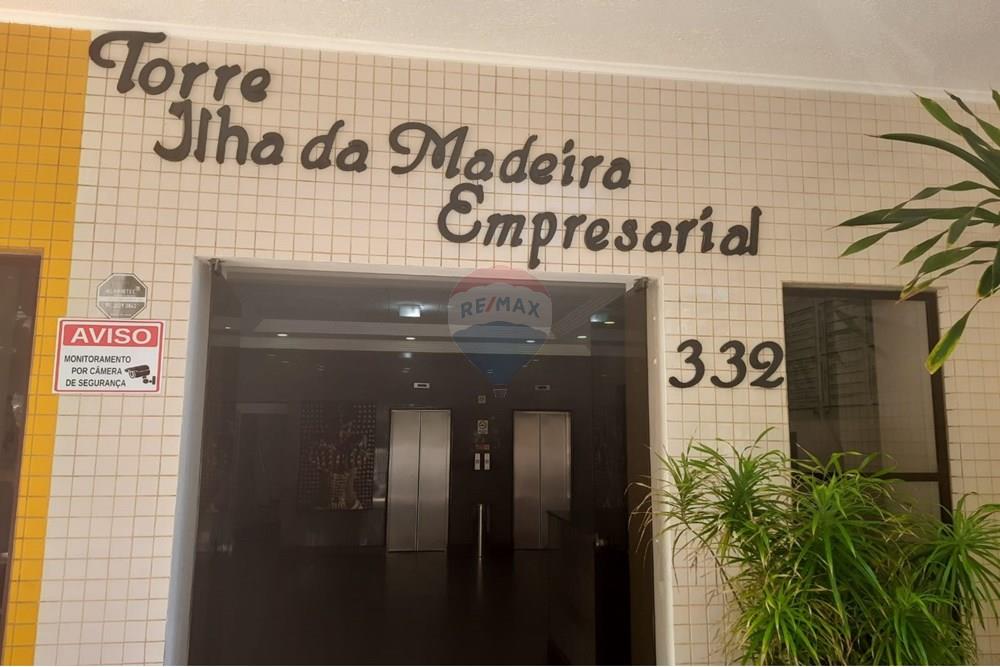 Torre
Ilha da Madeira
Empresarial
332
RE/MAX
AVISO
MONITORAMENTO
POR CÂMERA
DE SEGURANÇA